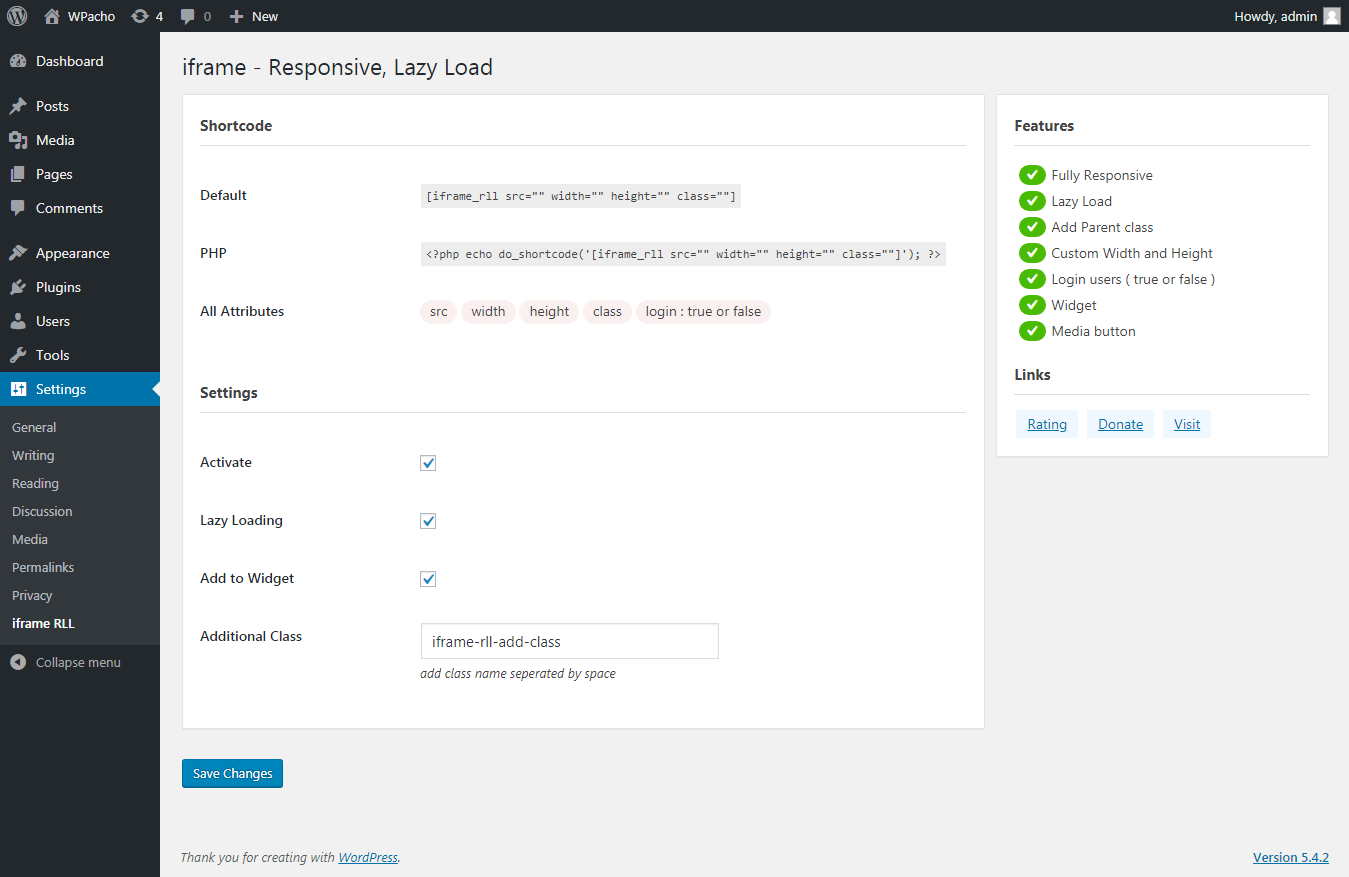 WPacho 4 0 New Howdy, admin
Dashboard
Posts
Media
Pages
Comments
Appearance
Plugins
Users
Tools
Settings
General
Writing
Reading
Discussion
Media
Permalinks
Privacy
iframe RLL
Collapse menu
iframe - Responsive, Lazy Load
Shortcode
Default [iframe_rll src="" width="" height="" class=""]
PHP <?php echo do_shortcode('[iframe_rll src="" width="" height="" class=""]'); ?>
All Attributes src width height class login : true or false
Settings
Activate
Lazy Loading
Add to Widget
Additional Class iframe-rll-add-class
add class name seperated by space
Save Changes
Features
Fully Responsive
Lazy Load
Add Parent class
Custom Width and Height
Login users ( true or false )
Widget
Media button
Links
Rating Donate Visit
Thank you for creating with WordPress. Version 5.4.2